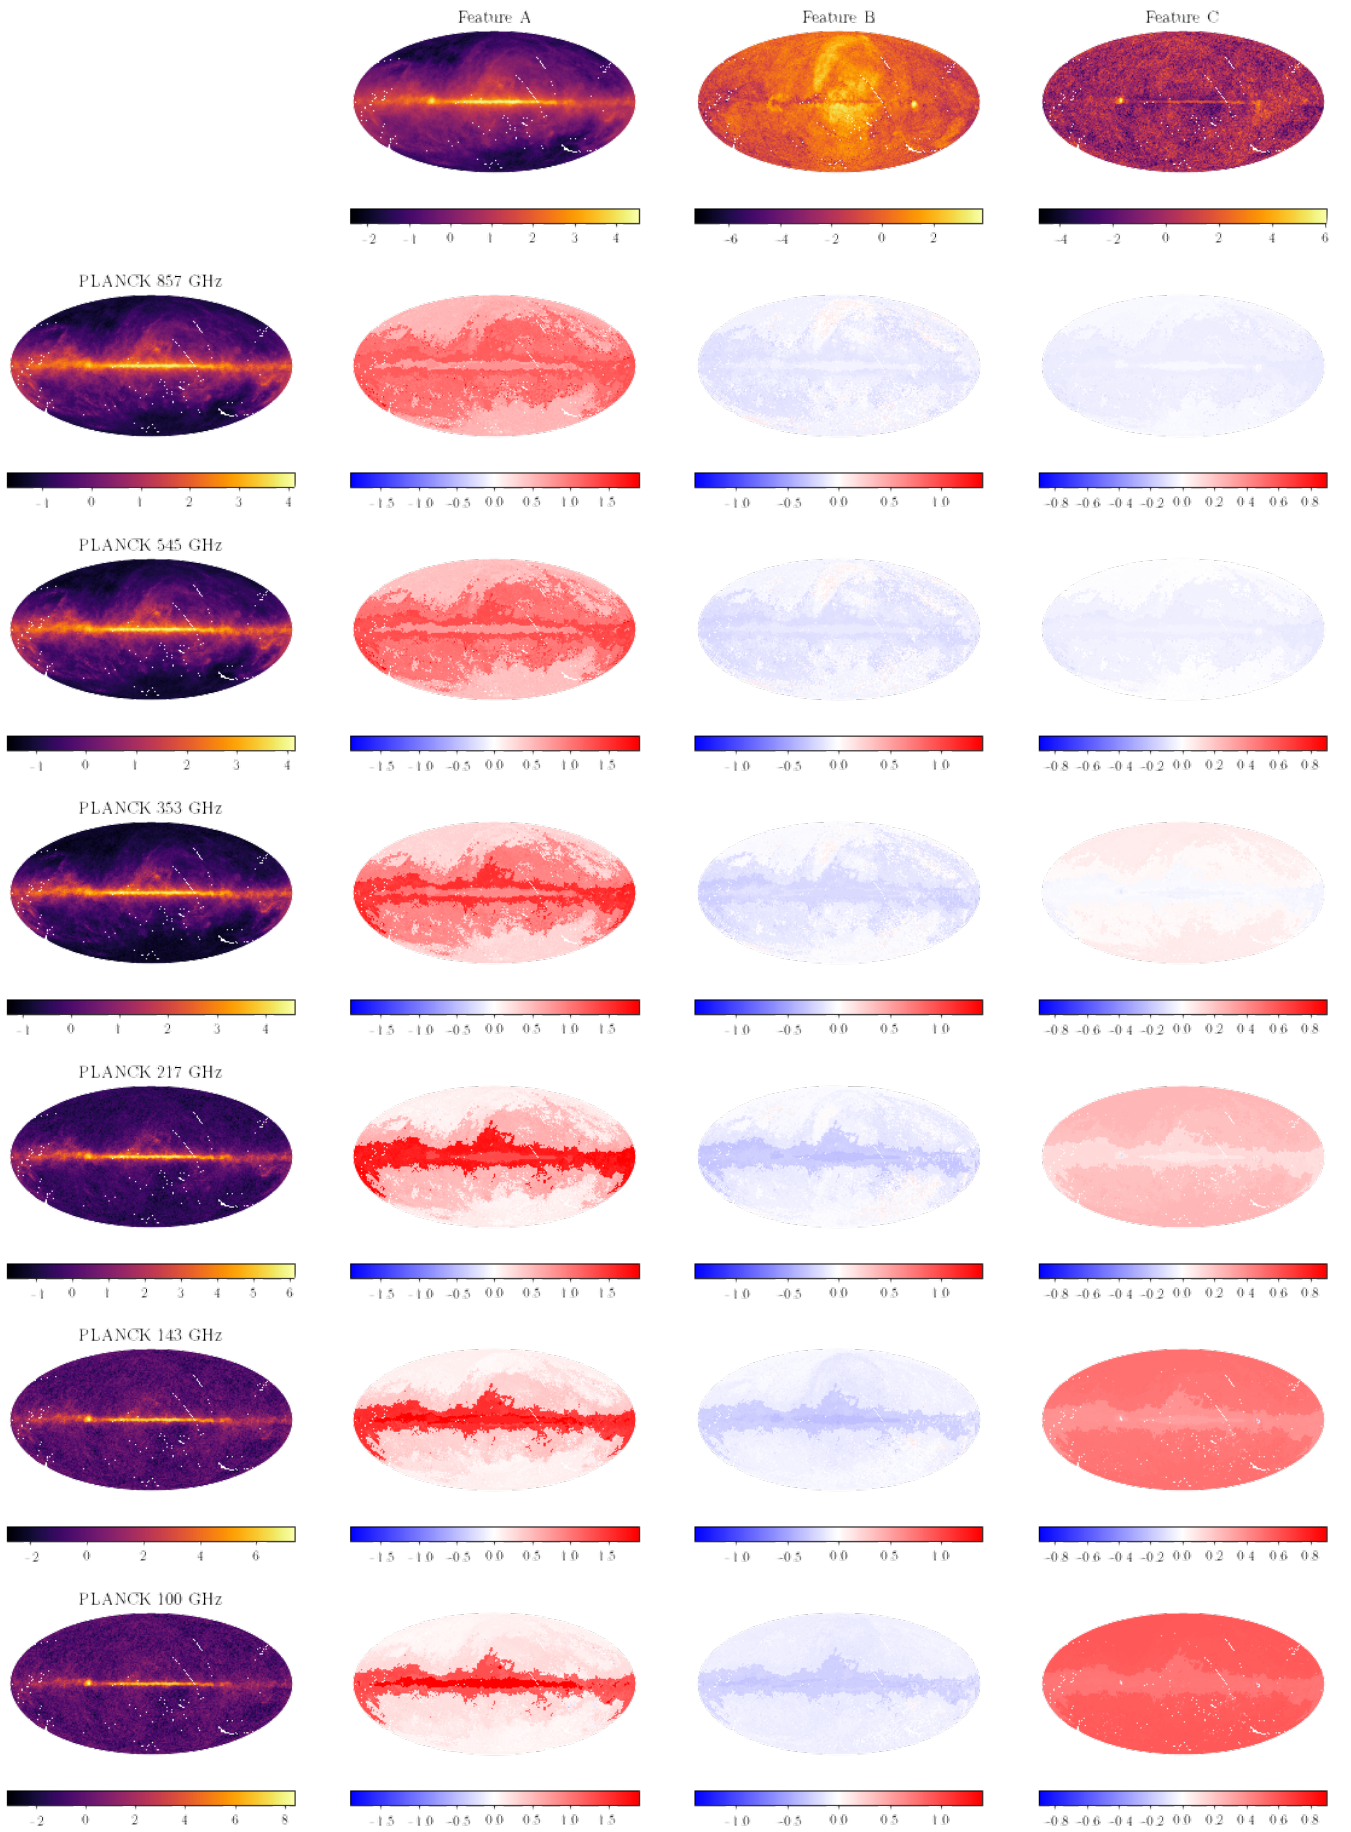 Feature A Feature B Feature C
-2 -1 0 1 2 3 4 -6 -4 -2 0 2 -4 -2 0 2 4 6
PLANCK 857 GHz
-1 0 1 2 3 4 -1.5 -1.0 -0.5 0.0 0.5 1.0 1.5 -1.0 -0.5 0.0 0.5 1.0 -0.8 -0.6 -0.4 -0.2 0.0 0.2 0.4 0.6 0.8
PLANCK 545 GHz
-1 0 1 2 3 4 -1.5 -1.0 -0.5 0.0 0.5 1.0 1.5 -1.0 -0.5 0.0 0.5 1.0 -0.8 -0.6 -0.4 -0.2 0.0 0.2 0.4 0.6 0.8
PLANCK 353 GHz
-1 0 1 2 3 4 -1.5 -1.0 -0.5 0.0 0.5 1.0 1.5 -1.0 -0.5 0.0 0.5 1.0 -0.8 -0.6 -0.4 -0.2 0.0 0.2 0.4 0.6 0.8
PLANCK 217 GHz
-1 0 1 2 3 4 5 6 -1.5 -1.0 -0.5 0.0 0.5 1.0 1.5 -1.0 -0.5 0.0 0.5 1.0 -0.8 -0.6 -0.4 -0.2 0.0 0.2 0.4 0.6 0.8
PLANCK 143 GHz
-2 0 2 4 6 -1.5 -1.0 -0.5 0.0 0.5 1.0 1.5 -1.0 -0.5 0.0 0.5 1.0 -0.8 -0.6 -0.4 -0.2 0.0 0.2 0.4 0.6 0.8
PLANCK 100 GHz
-2 0 2 4 6 8 -1.5 -1.0 -0.5 0.0 0.5 1.0 1.5 -1.0 -0.5 0.0 0.5 1.0 -0.8 -0.6 -0.4 -0.2 0.0 0.2 0.4 0.6 0.8